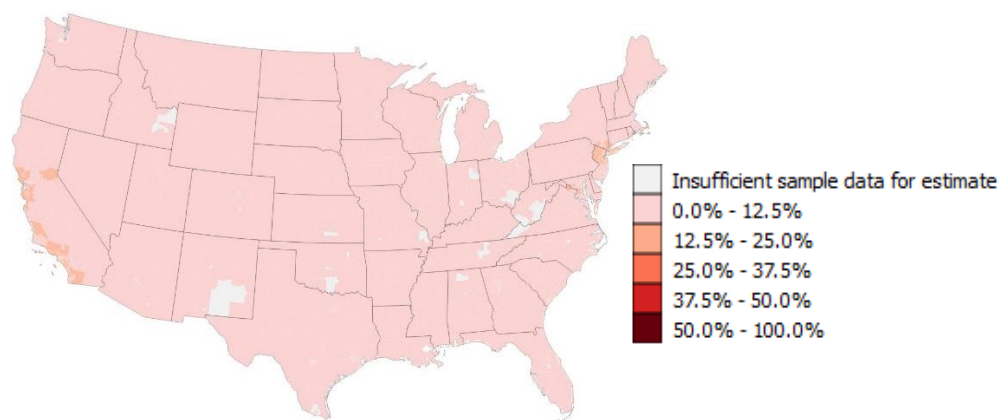 Insufficient sample data for estimate
0.0% - 12.5%
12.5% - 25.0%
25.0% - 37.5%
37.5% - 50.0%
50.0% - 100.0%